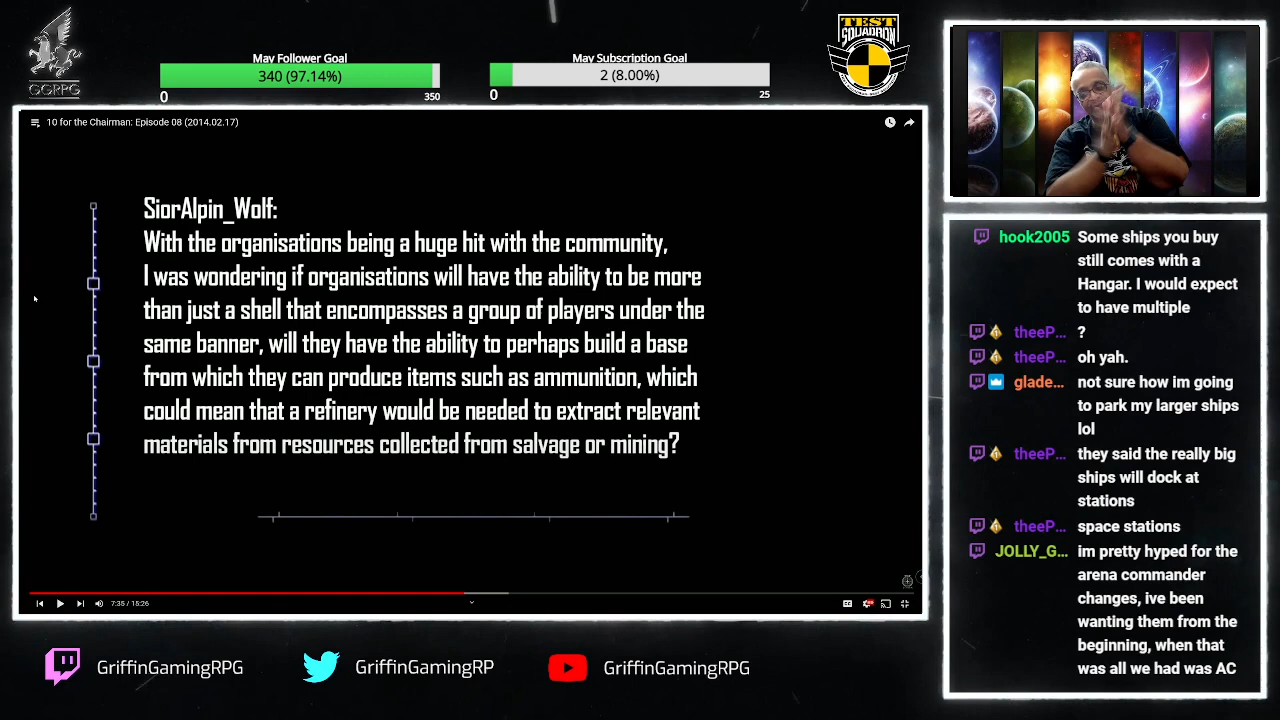 GGRPG
May Follower Goal
340 (97.14%)
0
350
May Subscription Goal
2 (8.00%)
0
25
TEST
SQUADRON
10 for the Chairman: Episode 08 (2014.02.17)
SiorAlpin_Wolf:
With the organisations being a huge hit with the community,
I was wondering if organisations will have the ability to be more
than just a shell that encompasses a group of players under the
same banner, will they have the ability to perhaps build a base
from which they can produce items such as ammunition, which
could mean that a refinery would be needed to extract relevant
materials from resources collected from salvage or mining?
7:35 / 15:26
hook2005 Some ships you buy
still comes with a
Hangar. I would expect
to have multiple
theeP... ?
theeP... oh yah.
glade... not sure how im going
to park my larger ships
lol
theeP... they said the really big
ships will dock at
stations
theeP... space stations
JOLLY_G... im pretty hyped for the
arena commander
changes, ive been
wanting them from the
beginning, when that
was all we had was AC
GriffinGamingRPG
GriffinGamingRP
GriffinGamingRPG